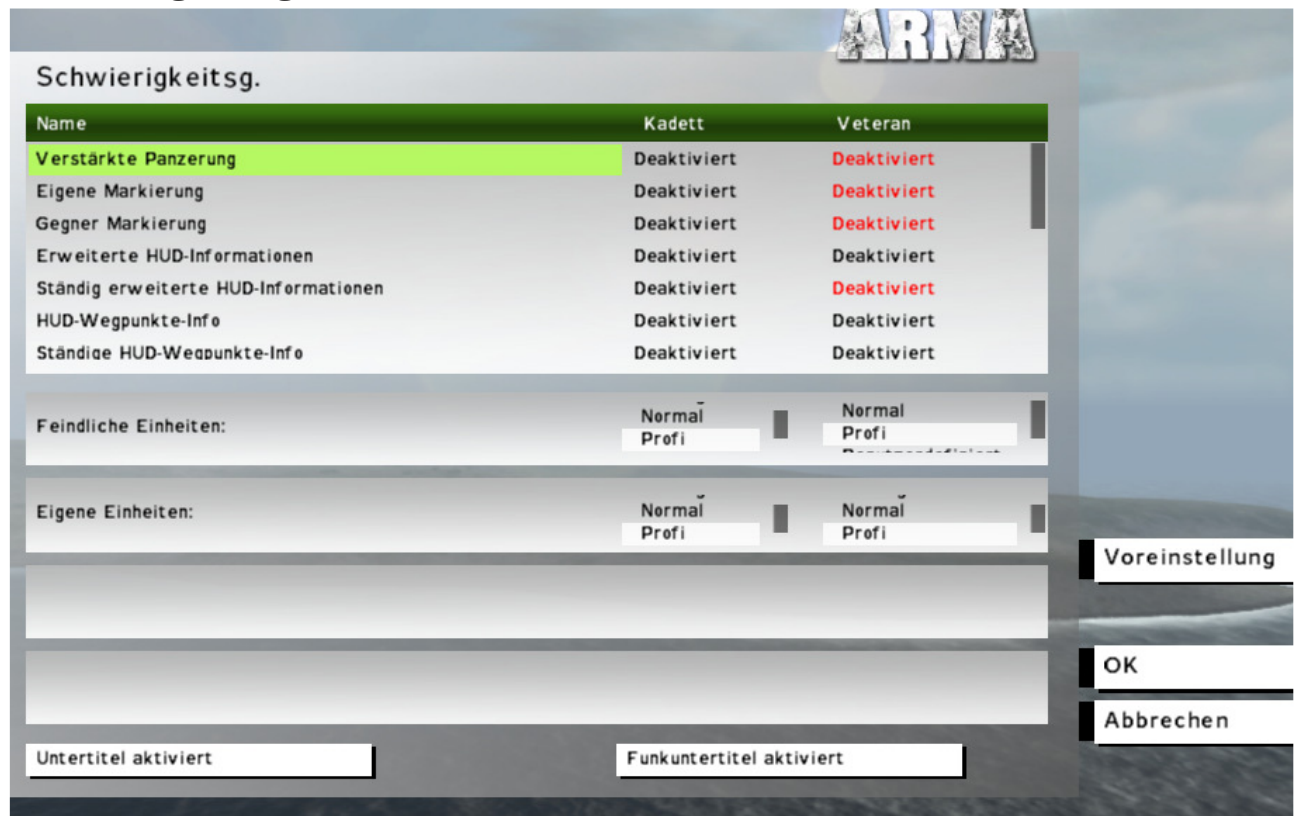 ARMA
Schwierigkeitsg.
Name Kadett Veteran
Verstärkte Panzerung Deaktiviert Deaktiviert
Eigene Markierung Deaktiviert Deaktiviert
Gegner Markierung Deaktiviert Deaktiviert
Erweiterte HUD-Informationen Deaktiviert Deaktiviert
Ständig erweiterte HUD-Informationen Deaktiviert Deaktiviert
HUD-Wegpunkte-Info Deaktiviert Deaktiviert
Ständige HUD-Wegpunkte-Info Deaktiviert Deaktiviert
Feindliche Einheiten:
Normal
Profi
Normal
Profi
Benutzerdefiniert
Eigene Einheiten:
Normal
Profi
Normal
Profi
Voreinstellung
OK
Abbrechen
Untertitel aktiviert
Funkuntertitel aktiviert